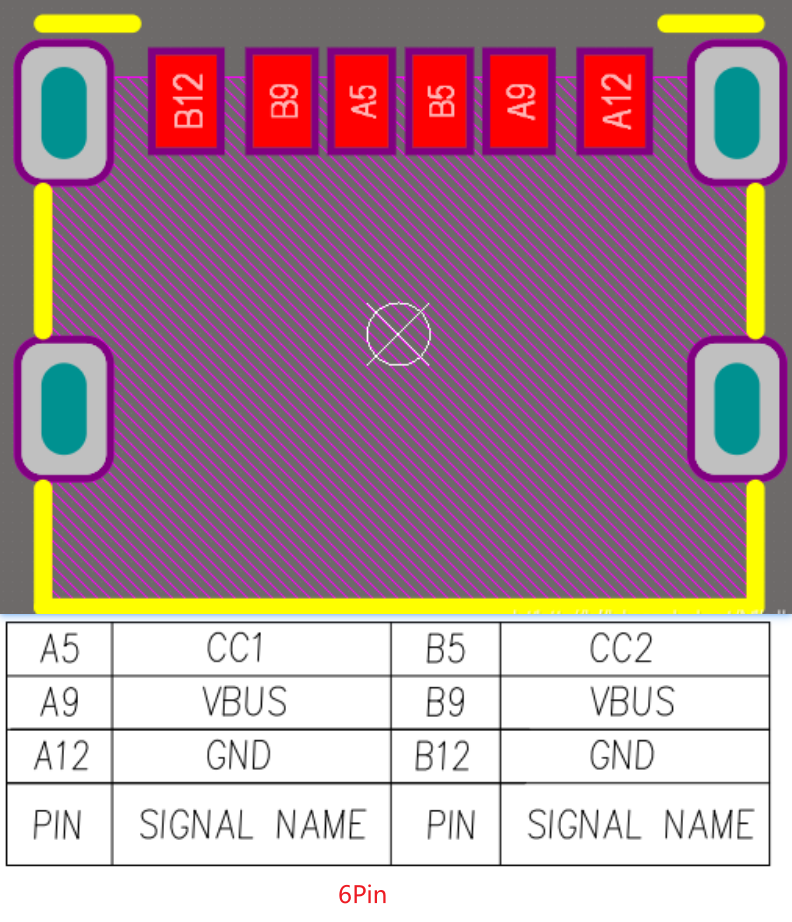 B12 B9 A5 B5 A9 A12
A5 CC1 B5 CC2
A9 VBUS B9 VBUS
A12 GND B12 GND
PIN SIGNAL NAME PIN SIGNAL NAME
6Pin